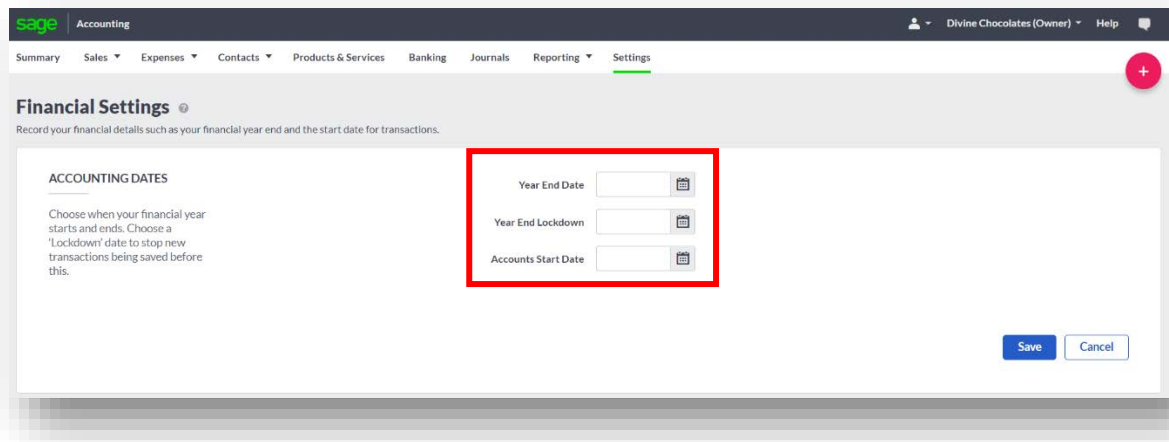 sage Accounting Divine Chocolates (Owner) Help
Summary Sales Expenses Contacts Products & Services Banking Journals Reporting Settings
+
Financial Settings
Record your financial details such as your financial year end and the start date for transactions.
ACCOUNTING DATES
Choose when your financial year
starts and ends. Choose a
'Lockdown' date to stop new
transactions being saved before
this.
Year End Date
Year End Lockdown
Accounts Start Date
Save Cancel